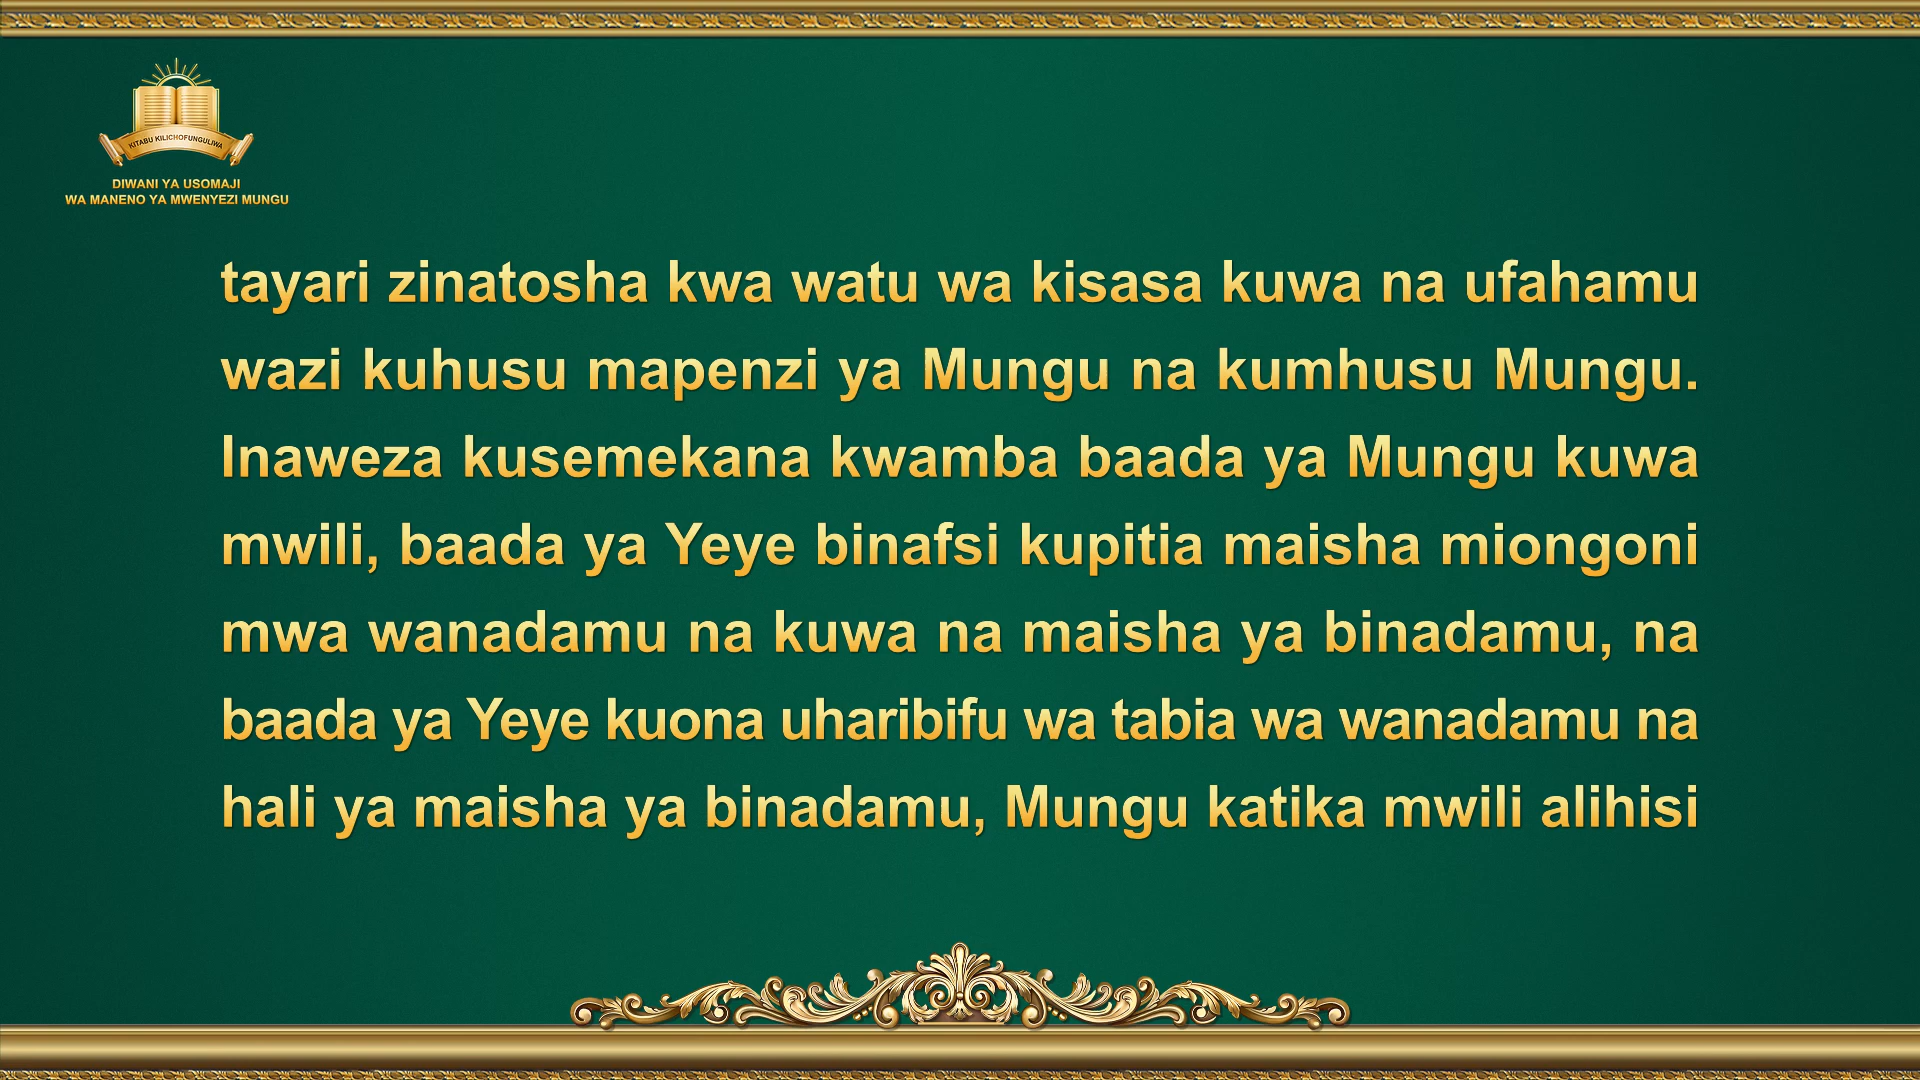 KITABU KILICHOFUNGULIWA
DIWANI YA USOMAJI
WA MANENO YA MWENYEZI MUNGU
tayari zinatosha kwa watu wa kisasa kuwa na ufahamu
wazi kuhusu mapenzi ya Mungu na kumhusu Mungu.
Inaweza kusemekana kwamba baada ya Mungu kuwa
mwili, baada ya Yeye binafsi kupitia maisha miongoni
mwa wanadamu na kuwa na maisha ya binadamu, na
baada ya Yeye kuona uharibifu wa tabia wa wanadamu na
hali ya maisha ya binadamu, Mungu katika mwili alihisi